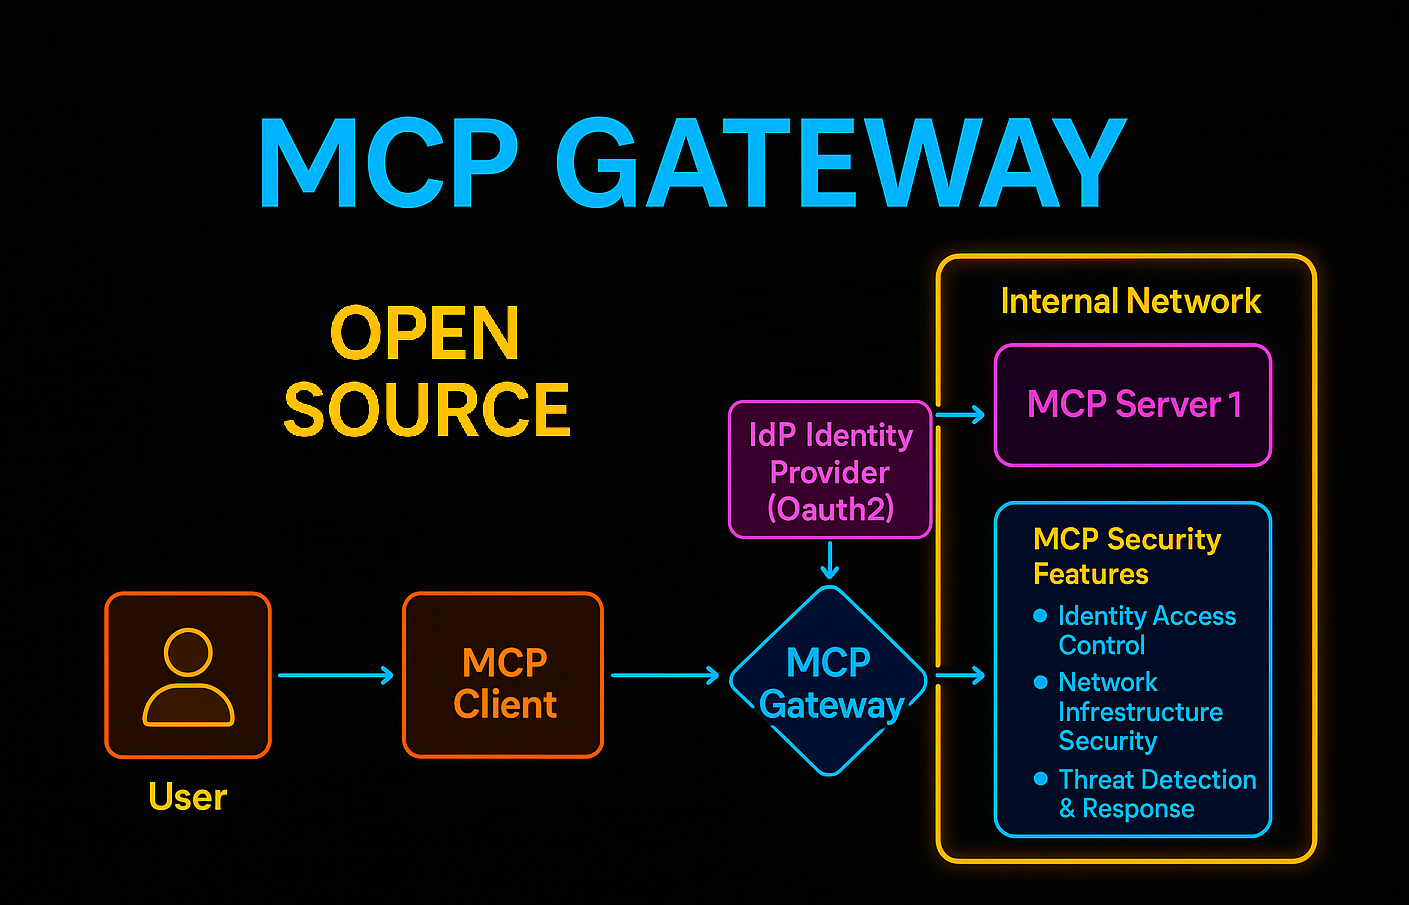 MCP GATEWAY
OPEN
SOURCE
Internal Network
MCP Server 1
IdP Identity
Provider
(Oauth2)
MCP Security
Features
Identity Access
Control
Network
Infrestructure
Security
Threat Detection
& Response
MCP
Client
MCP
Gateway
User